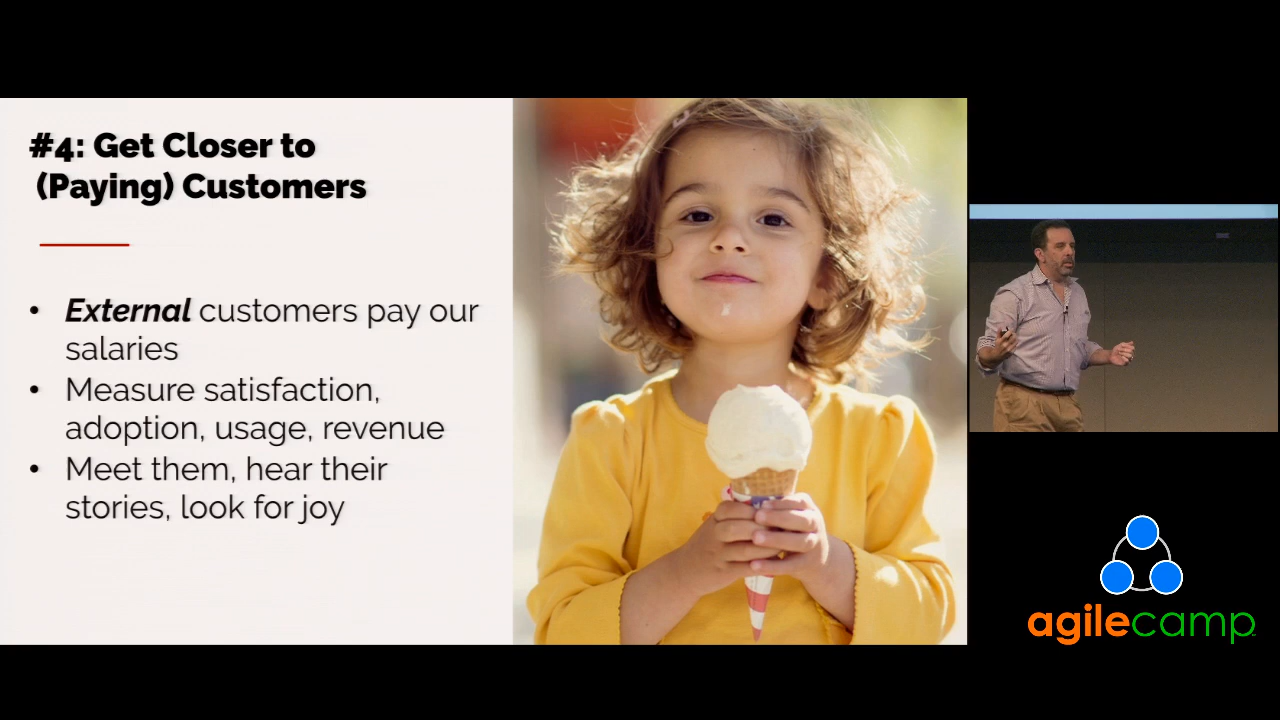 #4: Get Closer to
(Paying) Customers
• External customers pay our
salaries
• Measure satisfaction,
adoption, usage, revenue
• Meet them, hear their
stories, look for joy
agilecamp